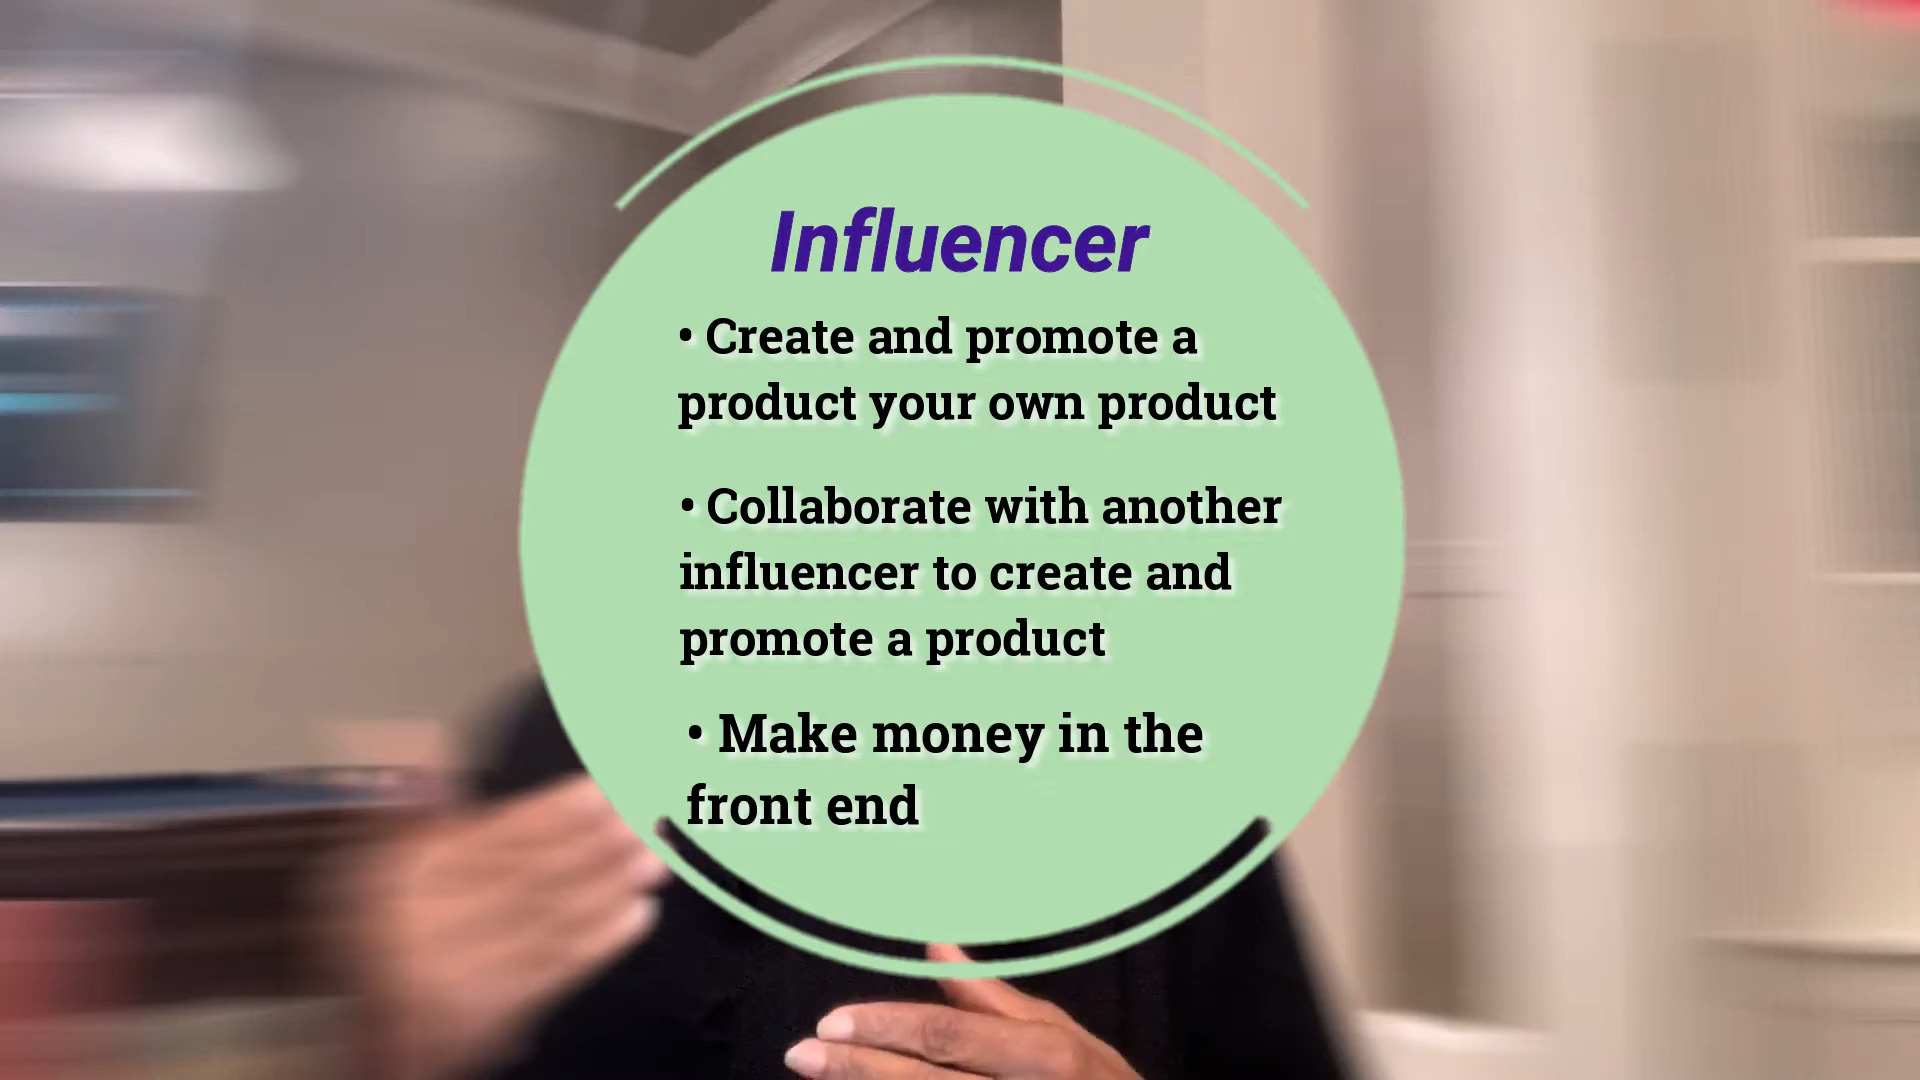 Influencer
• Create and promote a
product your own product
• Collaborate with another
influencer to create and
promote a product
• Make money in the
front end